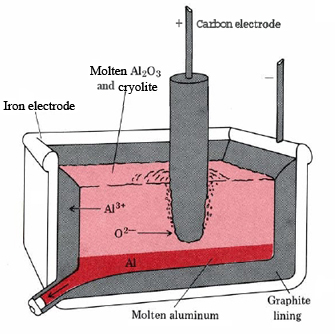 + Carbon electrode
Molten Al₂O₃
and cryolite
−
Iron electrode
Al³⁺
O²⁻
Al
Graphite
lining
Molten aluminum